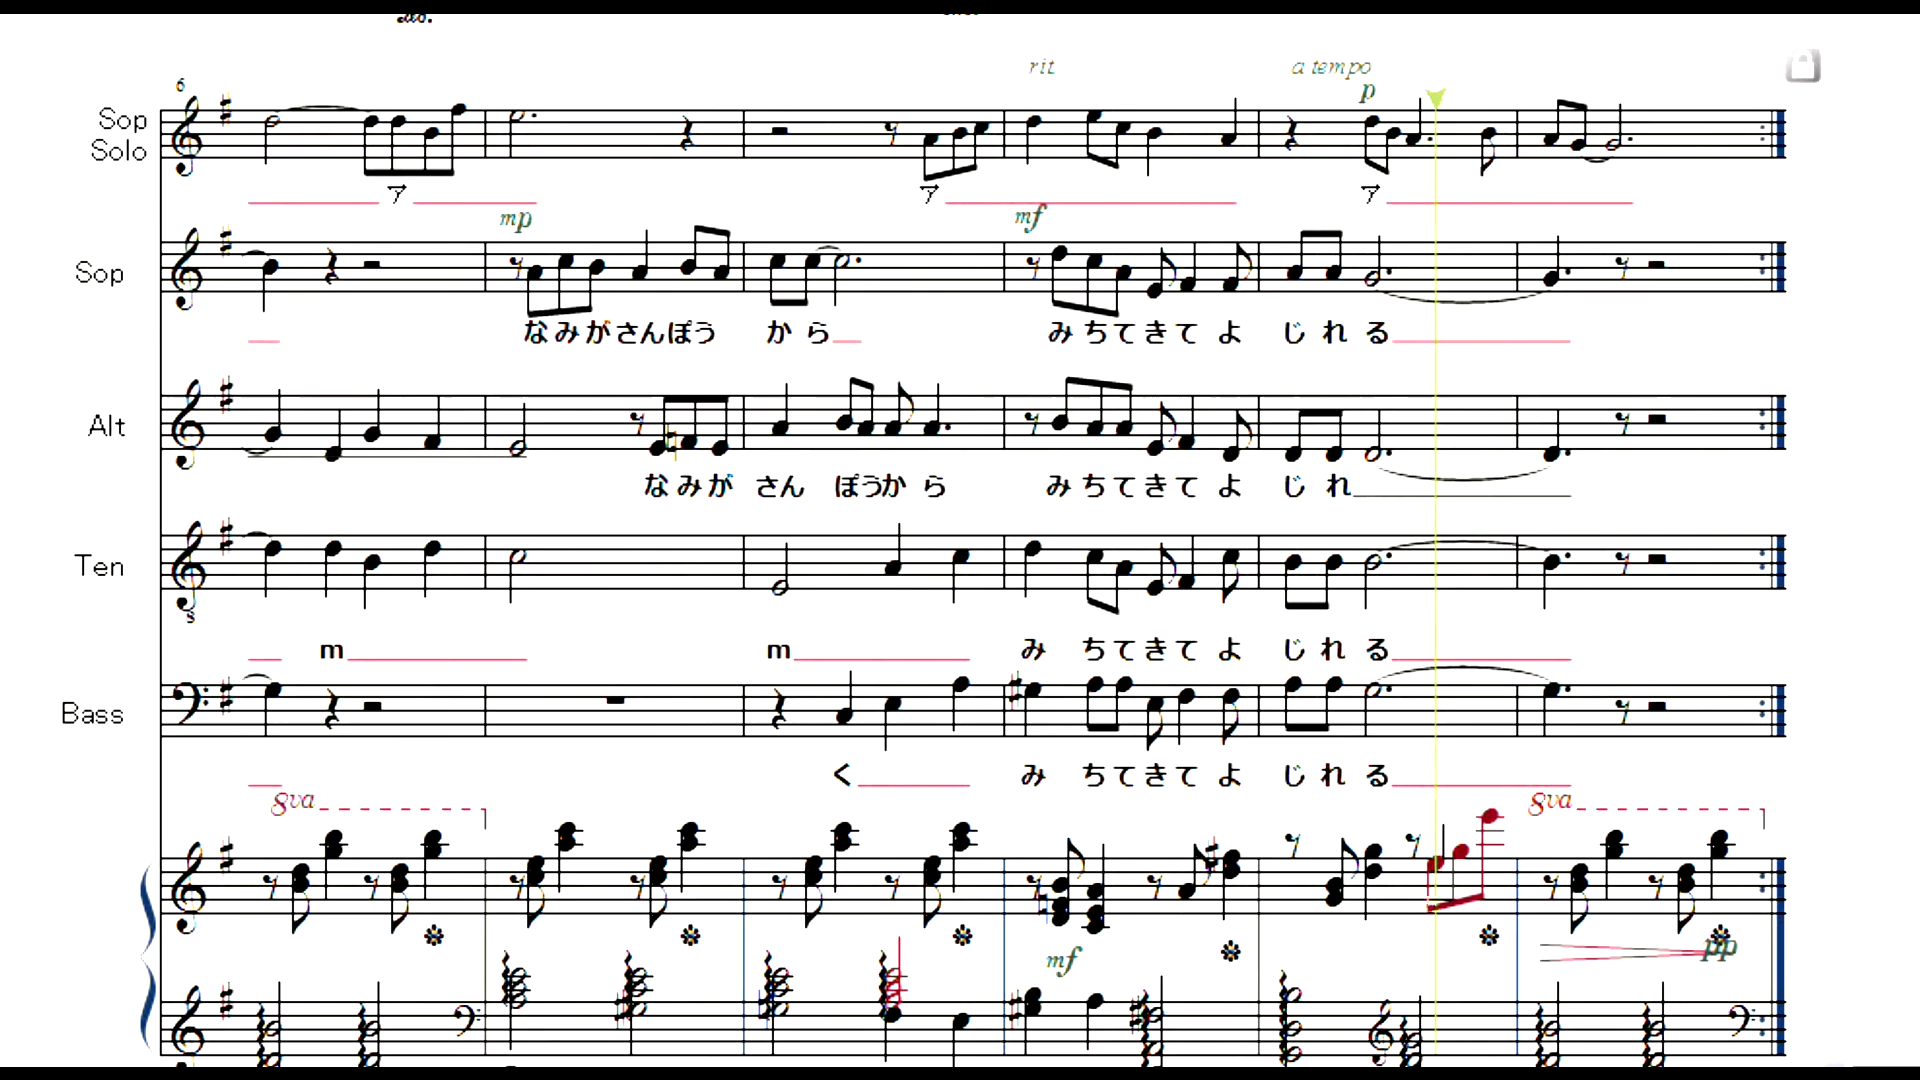 rit a tempo
6
p
Sop Solo
ア ア ア
mp mf
Sop
なみがさんぽう から みちてきてよ じれる
Alt
なみが さん ぽうから みちてきてよ じれ
Ten
m m み ちてきてよ じれる
Bass
く み ちてきてよ じれる
8va 8va
mf pp